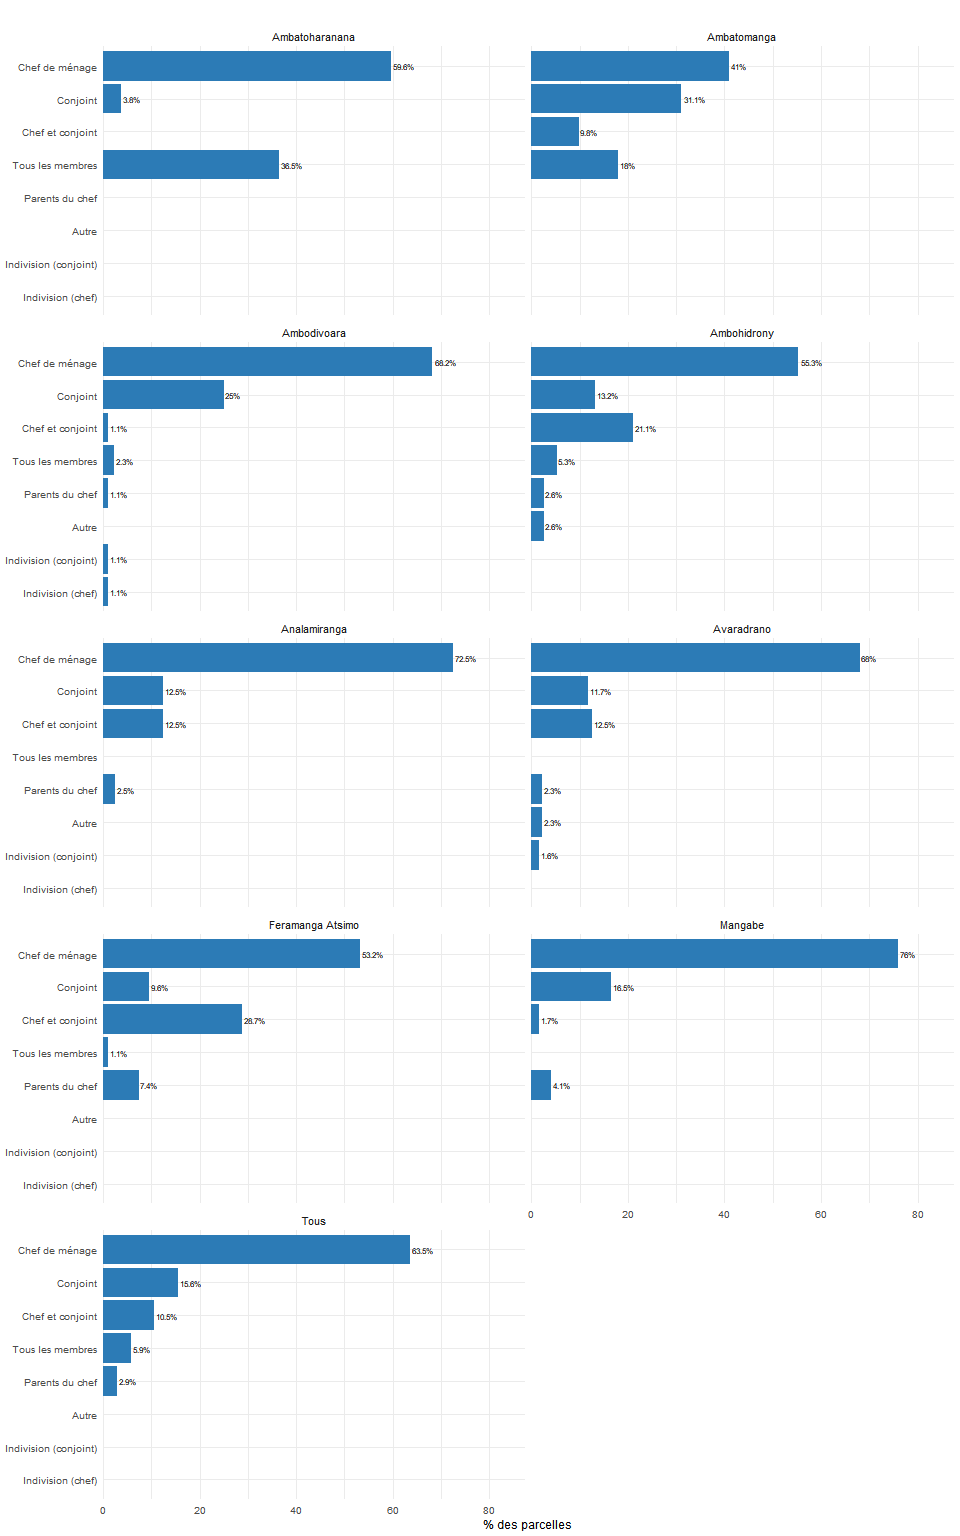 Ambatoharanana
Chef de ménage 59.6%
Conjoint 3.8%
Chef et conjoint
Tous les membres 36.5%
Parents du chef
Autre
Indivision (conjoint)
Indivision (chef)
Ambatomanga
41%
31.1%
9.8%
18%
Ambodivoara
Chef de ménage 68.2%
Conjoint 25%
Chef et conjoint 1.1%
Tous les membres 2.3%
Parents du chef 1.1%
Autre
Indivision (conjoint) 1.1%
Indivision (chef) 1.1%
Ambohidrony
55.3%
13.2%
21.1%
5.3%
2.6%
2.6%
Analamiranga
Chef de ménage 72.5%
Conjoint 12.5%
Chef et conjoint 12.5%
Tous les membres
Parents du chef 2.5%
Autre
Indivision (conjoint)
Indivision (chef)
Avaradrano
68%
11.7%
12.5%
2.3%
2.3%
1.6%
Feramanga Atsimo
Chef de ménage 53.2%
Conjoint 9.6%
Chef et conjoint 28.7%
Tous les membres 1.1%
Parents du chef 7.4%
Autre
Indivision (conjoint)
Indivision (chef)
Mangabe
76%
16.5%
1.7%
4.1%
0 20 40 60 80
Tous
Chef de ménage 63.5%
Conjoint 15.6%
Chef et conjoint 10.5%
Tous les membres 5.9%
Parents du chef 2.9%
Autre
Indivision (conjoint)
Indivision (chef)
0 20 40 60 80
% des parcelles